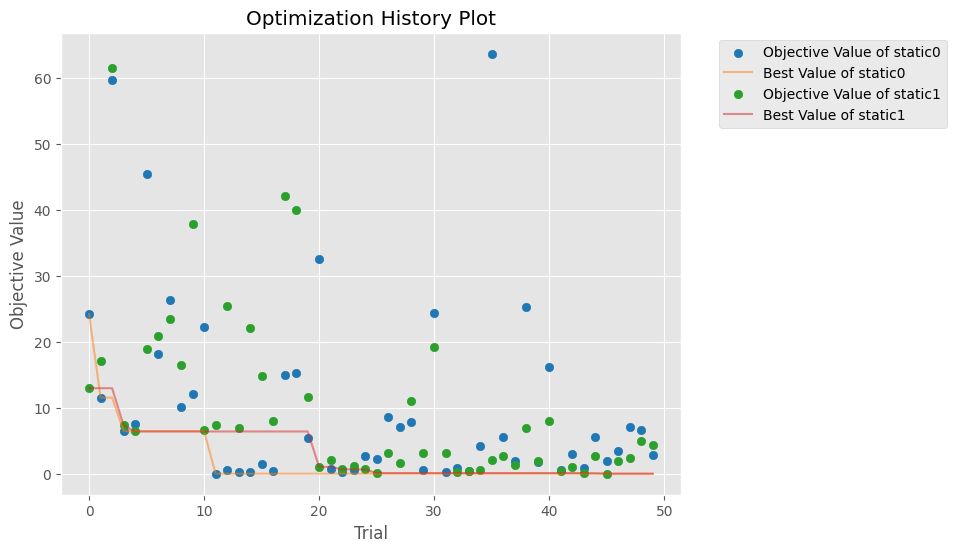 Optimization History Plot
Objective Value of static0
Best Value of static0
Objective Value of static1
Best Value of static1
Objective Value
60
50
40
30
20
10
0
0 10 20 30 40 50
Trial